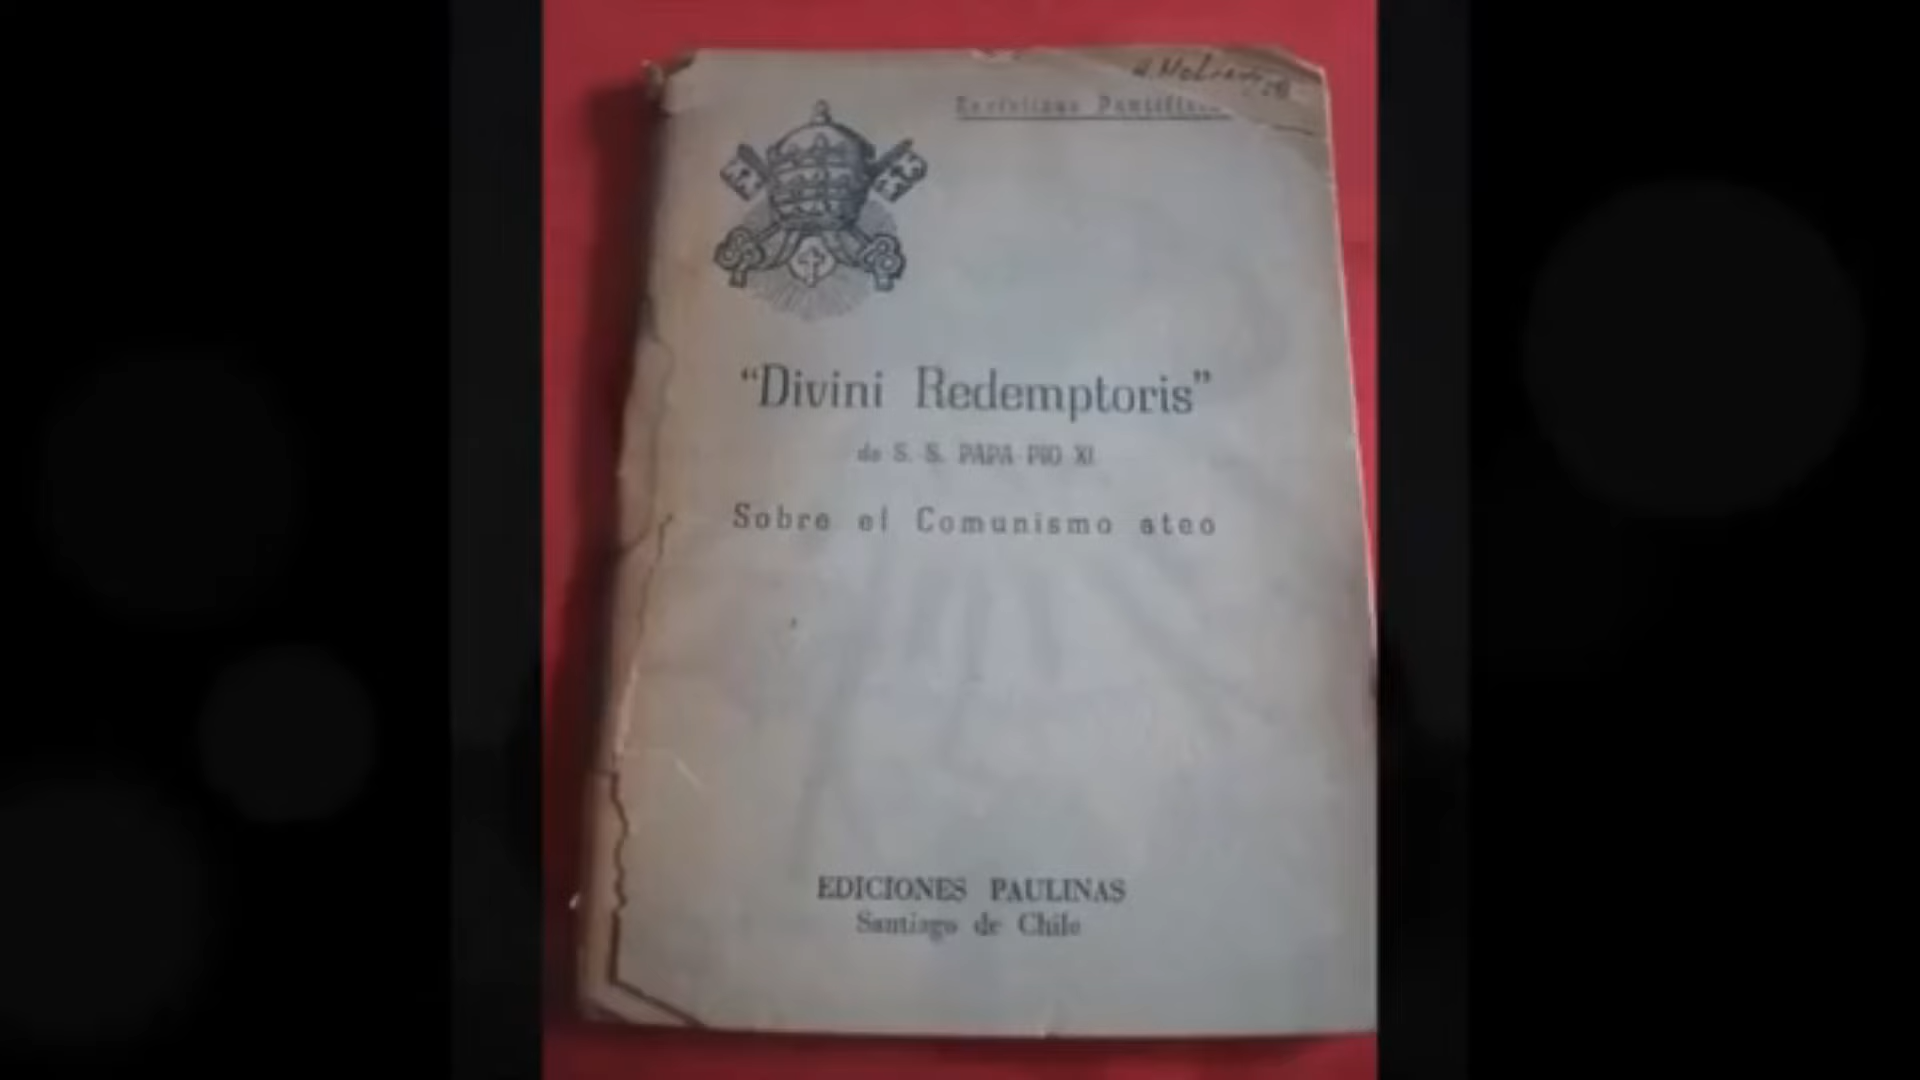 "Divini Redemptoris"
de S. S. PAPA PIO XI
Sobre el Comunismo ateo
EDICIONES PAULINAS
Santiago de Chile